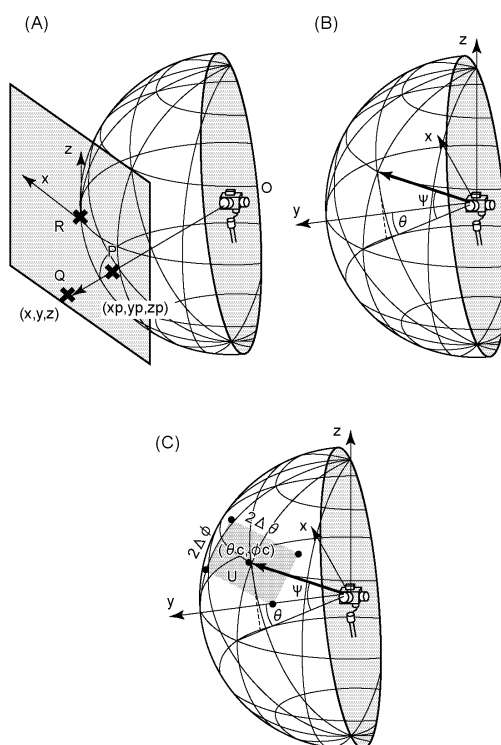 (A)
z
x
R
O
P
Q
(x,y,z)
(xp,yp,zp)
(B)
z
x
y
ψ
θ
(C)
z
x
2Δθ
2Δϕ
(θc,ϕc)
U
ψ
y
θ